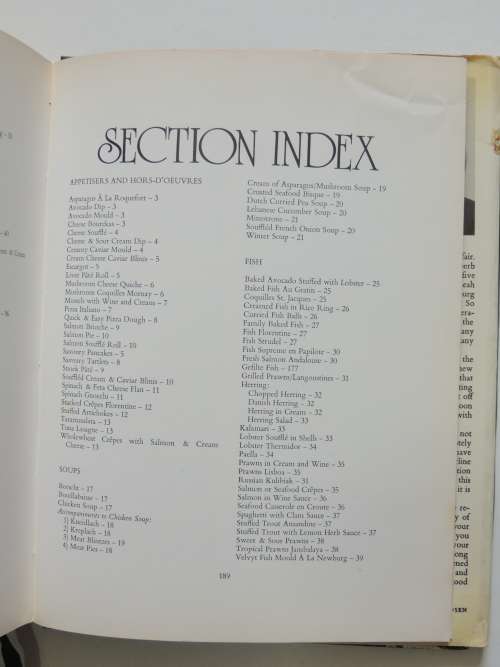 SECTION INDEX
APPETISERS AND HORS-D'OEUVRES
Asparagus À La Roquefort – 3
Avocado Dip – 3
Avocado Mould – 3
Cheese Bourekas – 3
Cheese Soufflé – 4
Cheese & Sour Cream Dip – 4
Creamy Caviar Mould – 4
Cream Cheese Caviar Blinis – 5
Escargot – 5
Liver Pâté Roll – 5
Mushroom Cheese Quiche – 6
Mushroom Coquilles Mornay – 6
Mussels with Wine and Cream – 7
Pizza Italiano – 7
Quick & Easy Pizza Dough – 8
Salmon Brioche – 9
Salmon Pie – 10
Salmon Soufflé Roll – 10
Savoury Pancakes – 5
Savoury Tartlets – 8
Snoek Pâté – 9
Souffléd Cream & Caviar Blinis – 10
Spinach & Feta Cheese Flan – 11
Spinach Gnocchi – 11
Stacked Crêpes Florentine – 12
Stuffed Artichokes – 12
Taramasalata – 13
Tuna Lasagne – 13
Wholewheat Crêpes with Salmon & Cream
Cheese – 13
SOUPS
Borscht – 17
Bouillabaisse – 17
Chicken Soup – 17
Accompaniments to Chicken Soup:
1) Kneidlach – 18
2) Kreplach – 18
3) Meat Blintzes – 19
4) Meat Pies – 18
Cream of Asparagus/Mushroom Soup – 19
Crusted Seafood Bisque – 19
Dutch Curried Pea Soup – 20
Lebanese Cucumber Soup – 20
Minestrone – 21
Souffléd French Onion Soup – 20
Winter Soup – 21
FISH
Baked Avocado Stuffed with Lobster – 25
Baked Fish Au Gratin – 25
Coquilles St. Jacques – 25
Creamed Fish in Rice Ring – 26
Curried Fish Balls – 26
Family Baked Fish – 27
Fish Florentine – 27
Fish Strudel – 27
Fish Supreme en Papilote – 30
Fresh Salmon Andalouse – 30
Gefilte Fish – 177
Grilled Prawns/Langoustines – 31
Herring:
Chopped Herring – 32
Danish Herring – 32
Herring in Cream – 32
Herring Salad – 33
Kalamari – 33
Lobster Soufflé in Shells – 33
Lobster Thermidor – 34
Paella – 34
Prawns in Cream and Wine – 35
Prawns Lisboa – 35
Russian Kulibiak – 31
Salmon or Seafood Crêpes – 35
Salmon in Wine Sauce – 36
Seafood Casserole en Croute – 36
Spaghetti with Clam Sauce – 37
Stuffed Trout Amandine – 37
Stuffed Trout with Lemon Herb Sauce – 37
Sweet & Sour Prawns – 38
Tropical Prawns Jambalaya – 38
Velvyt Fish Mould À La Newburg – 39
189